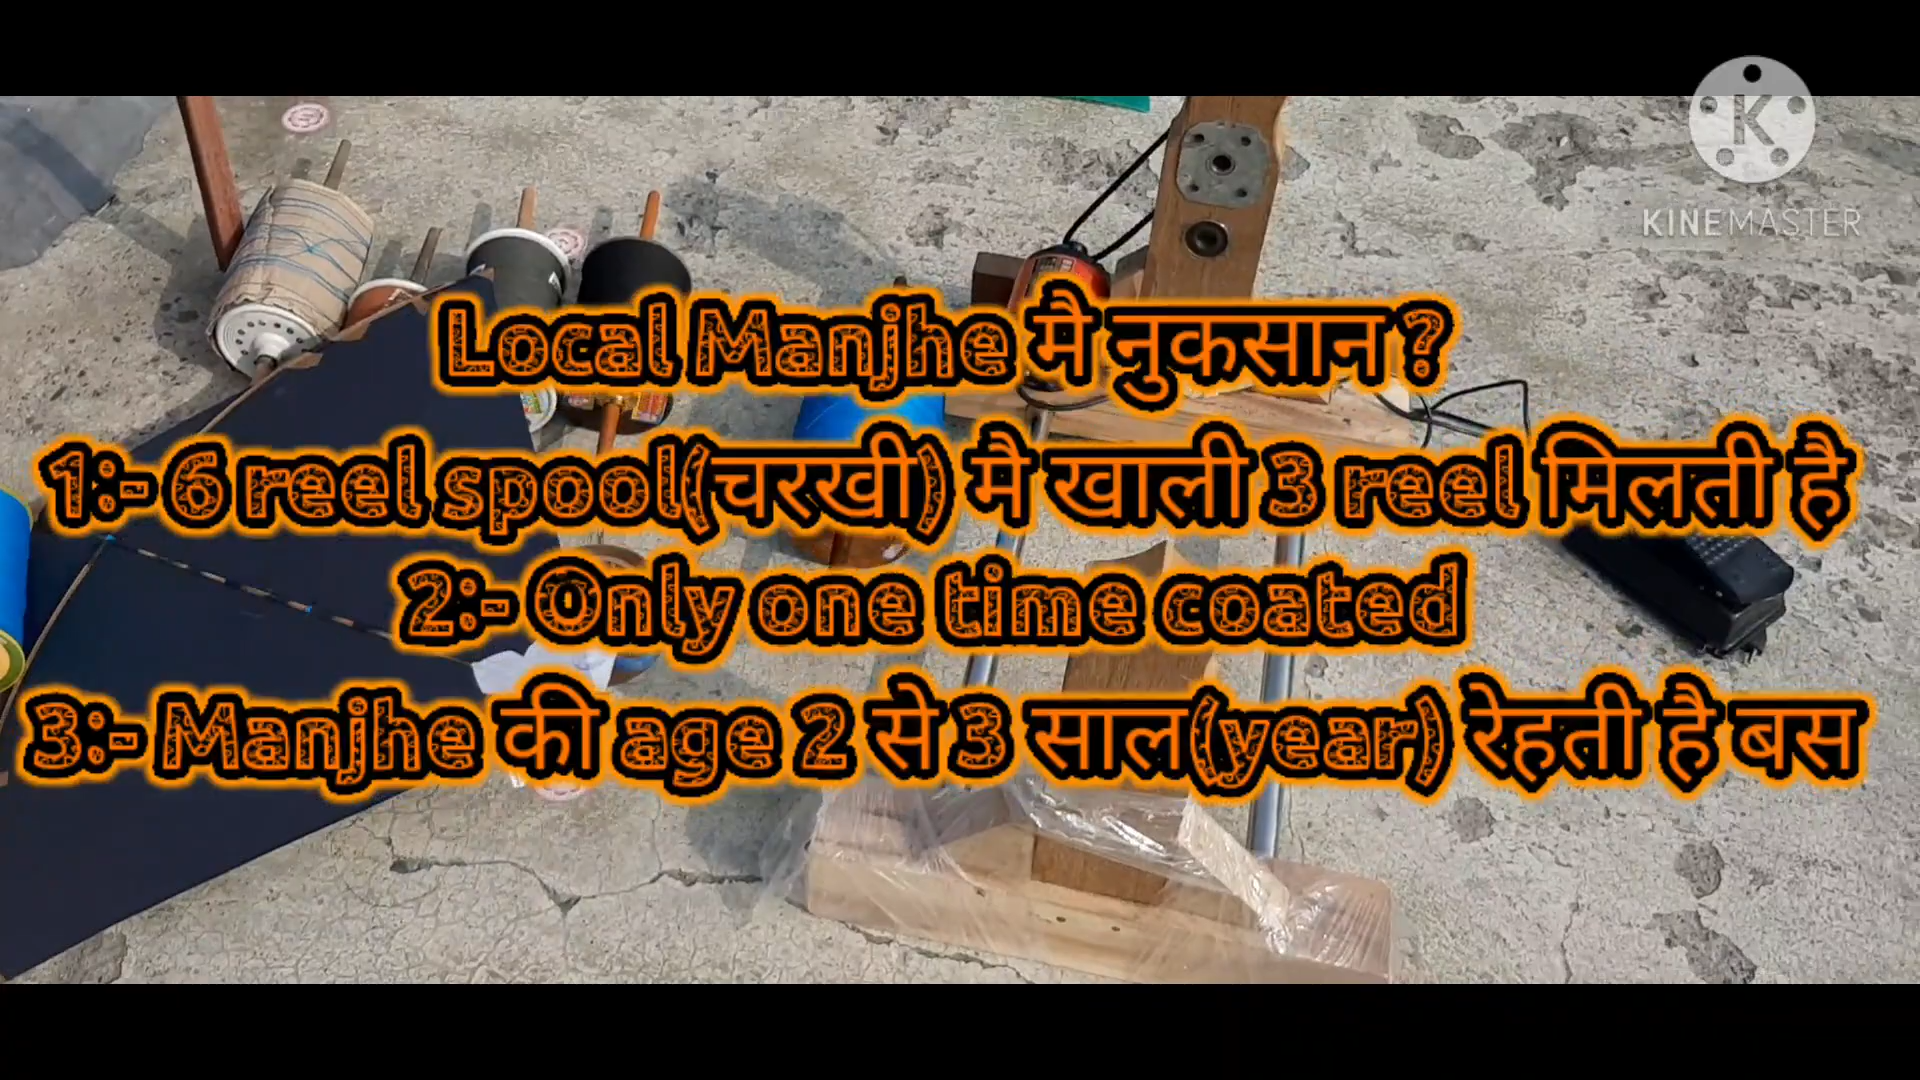 K
KINEMASTER
Local Manjhe मै नुकसान ?
1:- 6 reel spool(चरखी) मै खाली 3 reel मिलती है
2:- Only one time coated
3:- Manjhe की age 2 से 3 साल(year) रेहती है बस